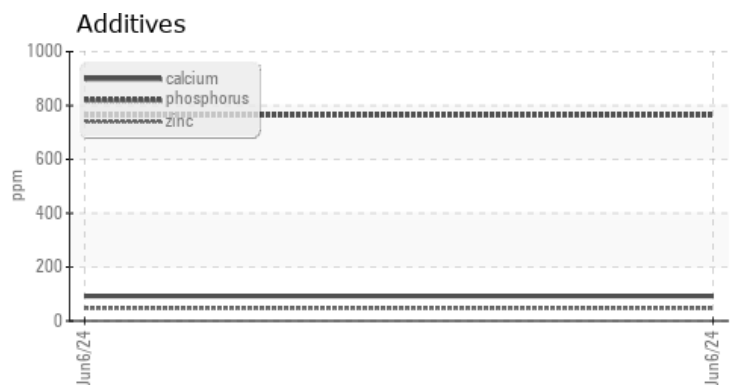 Additives
1000
calcium
phosphorus
zinc
800
600
400
200
0
ppm
Jun6/24
Jun6/24